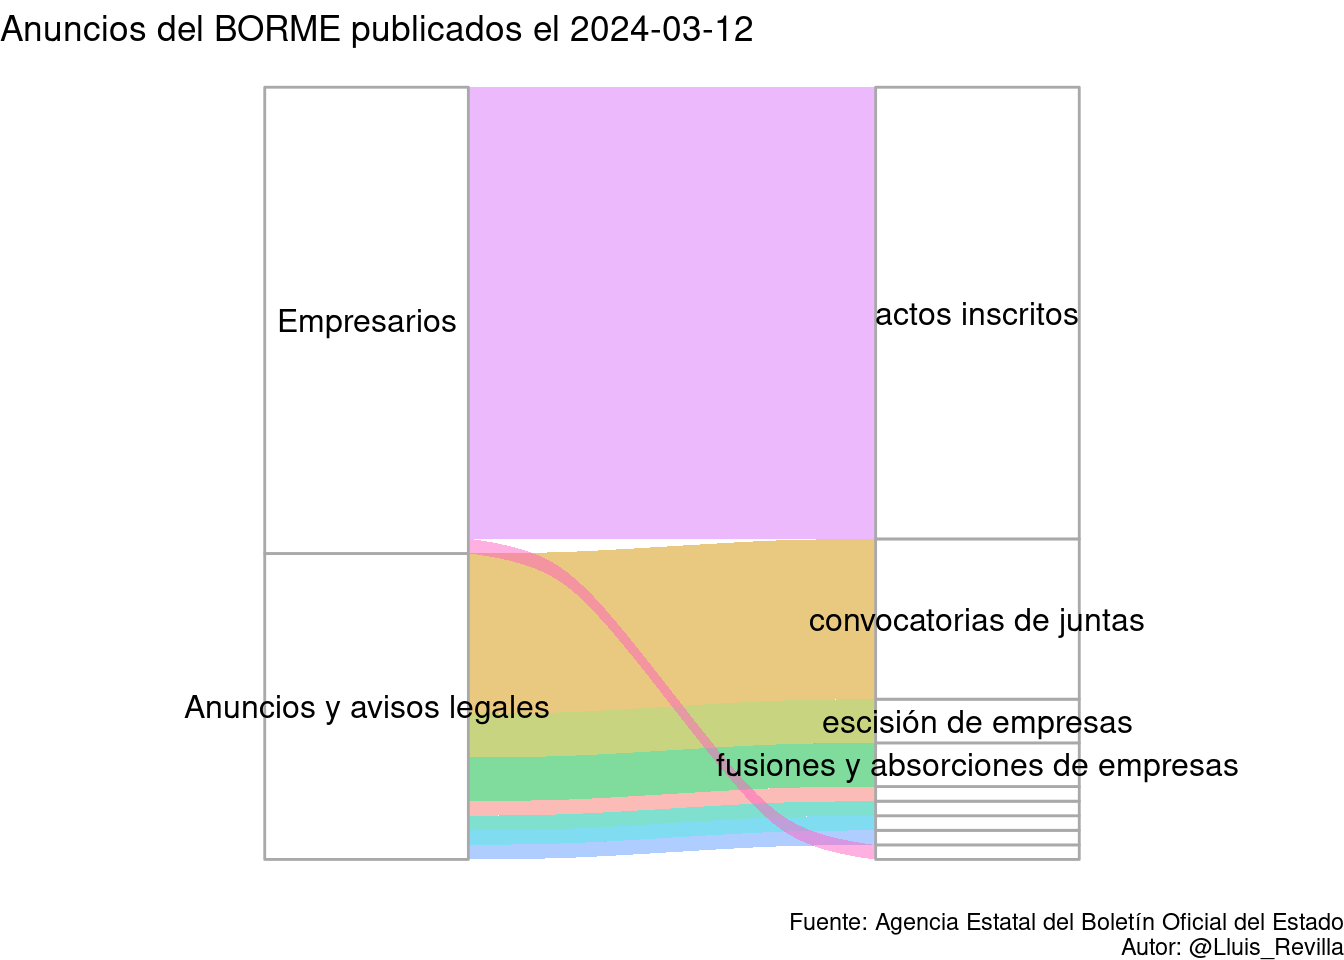 Anuncios del BORME publicados el 2024-03-12
Empresarios
actos inscritos
convocatorias de juntas
Anuncios y avisos legales
escisión de empresas
fusiones y absorciones de empresas
Fuente: Agencia Estatal del Boletín Oficial del Estado
Autor: @Lluis_Revilla